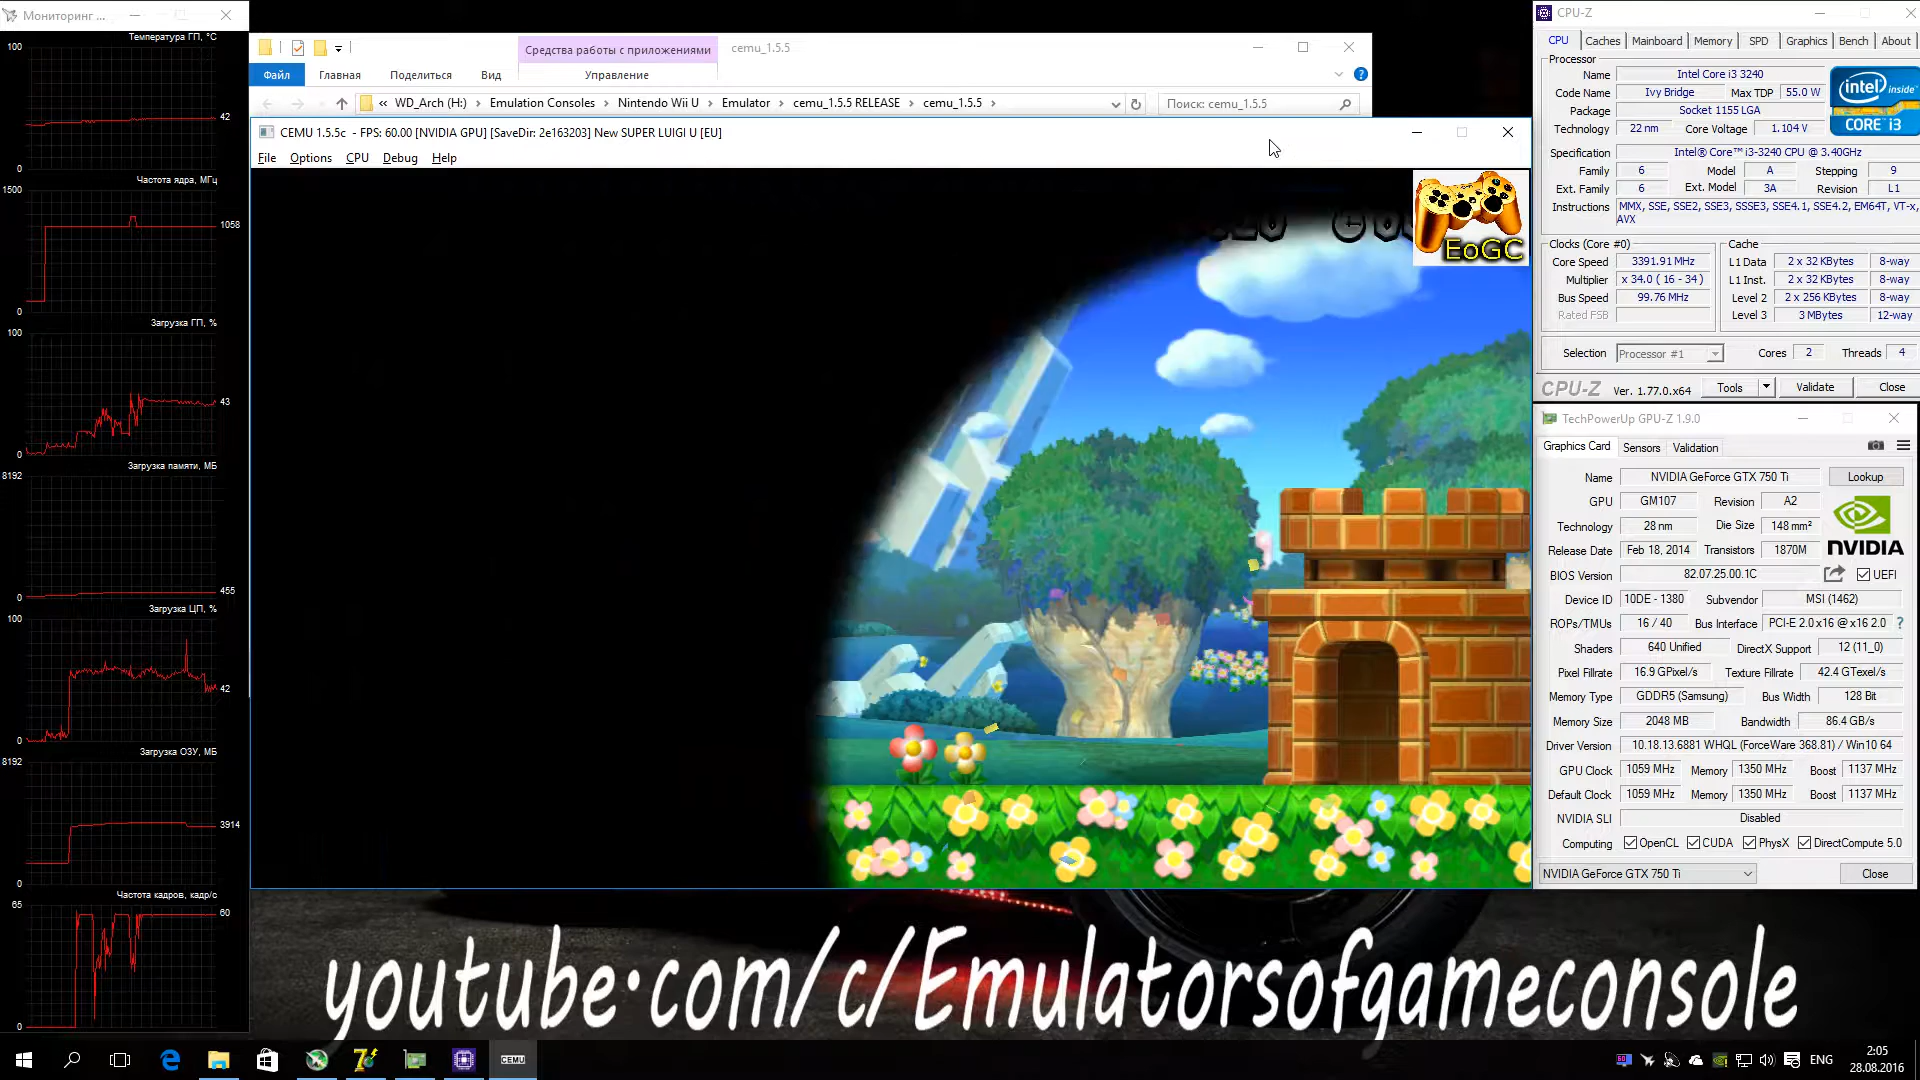 Мониторинг ...
Температура ГП, °C
100
42
0
Частота ядра, МГц
1500
1058
0
Загрузка ГП, %
100
43
0
Загрузка памяти, МБ
8192
455
0
Загрузка ЦП, %
100
42
0
Загрузка ОЗУ, МБ
8192
3914
0
Частота кадров, кадр/с
65
60
0
Средства работы с приложениями
cemu_1.5.5
Файл
Главная
Поделиться
Вид
Управление
« WD_Arch (H:) › Emulation Consoles › Nintendo Wii U › Emulator › cemu_1.5.5 RELEASE › cemu_1.5.5 ›
Поиск: cemu_1.5.5
CEMU 1.5.5c - FPS: 60.00 [NVIDIA GPU] [SaveDir: 2e163203] New SUPER LUIGI U [EU]
File Options CPU Debug Help
EoGC
CPU-Z
CPU Caches Mainboard Memory SPD Graphics Bench About
Processor
Name Intel Core i3 3240
Code Name Ivy Bridge Max TDP 55.0 W
Package Socket 1155 LGA
Technology 22 nm Core Voltage 1.104 V
intel inside
CORE i3
Specification Intel® Core™ i3-3240 CPU @ 3.40GHz
Family 6 Model A Stepping 9
Ext. Family 6 Ext. Model 3A Revision L1
Instructions MMX, SSE, SSE2, SSE3, SSSE3, SSE4.1, SSE4.2, EM64T, VT-x,
AVX
Clocks (Core #0)
Core Speed 3391.91 MHz
Multiplier x 34.0 ( 16 - 34 )
Bus Speed 99.76 MHz
Rated FSB
Cache
L1 Data 2 x 32 KBytes 8-way
L1 Inst. 2 x 32 KBytes 8-way
Level 2 2 x 256 KBytes 8-way
Level 3 3 MBytes 12-way
Selection Processor #1 Cores 2 Threads 4
CPU-Z Ver. 1.77.0.x64 Tools Validate Close
TechPowerUp GPU-Z 1.9.0
Graphics Card Sensors Validation
Name NVIDIA GeForce GTX 750 Ti Lookup
GPU GM107 Revision A2
Technology 28 nm Die Size 148 mm²
Release Date Feb 18, 2014 Transistors 1870M
NVIDIA
BIOS Version 82.07.25.00.1C UEFI
Device ID 10DE - 1380 Subvendor MSI (1462)
ROPs/TMUs 16 / 40 Bus Interface PCI-E 2.0 x16 @ x16 2.0 ?
Shaders 640 Unified DirectX Support 12 (11_0)
Pixel Fillrate 16.9 GPixel/s Texture Fillrate 42.4 GTexel/s
Memory Type GDDR5 (Samsung) Bus Width 128 Bit
Memory Size 2048 MB Bandwidth 86.4 GB/s
Driver Version 10.18.13.6881 WHQL (ForceWare 368.81) / Win10 64
GPU Clock 1059 MHz Memory 1350 MHz Boost 1137 MHz
Default Clock 1059 MHz Memory 1350 MHz Boost 1137 MHz
NVIDIA SLI Disabled
Computing OpenCL CUDA PhysX DirectCompute 5.0
NVIDIA GeForce GTX 750 Ti Close
youtube.com/c/Emulatorsofgameconsole
CEMU
ENG
2:05
28.08.2016